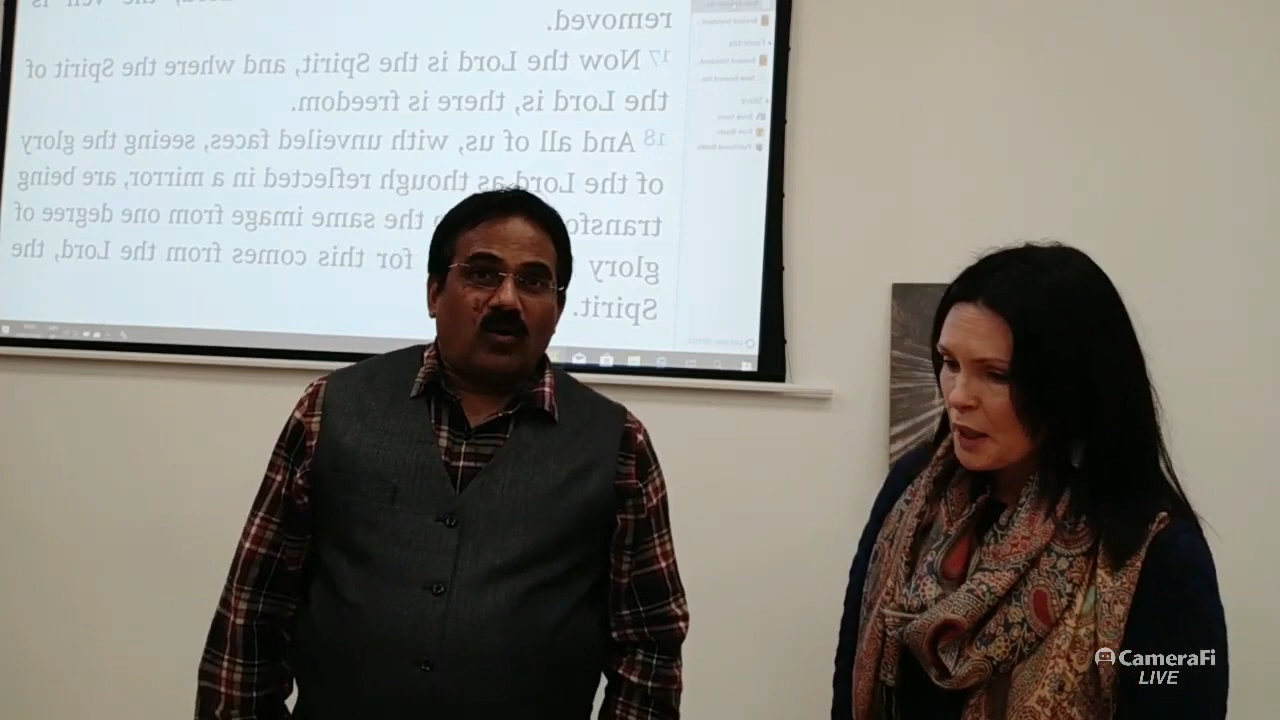 removed.
17 Now the Lord is the Spirit, and where the Spirit of
the Lord is, there is freedom.
18 And all of us, with unveiled faces, seeing the glory
of the Lord as though reflected in a mirror, are being
the same image from one degree of
glory for this comes from the Lord, the
Spirit.
CameraFi
LIVE